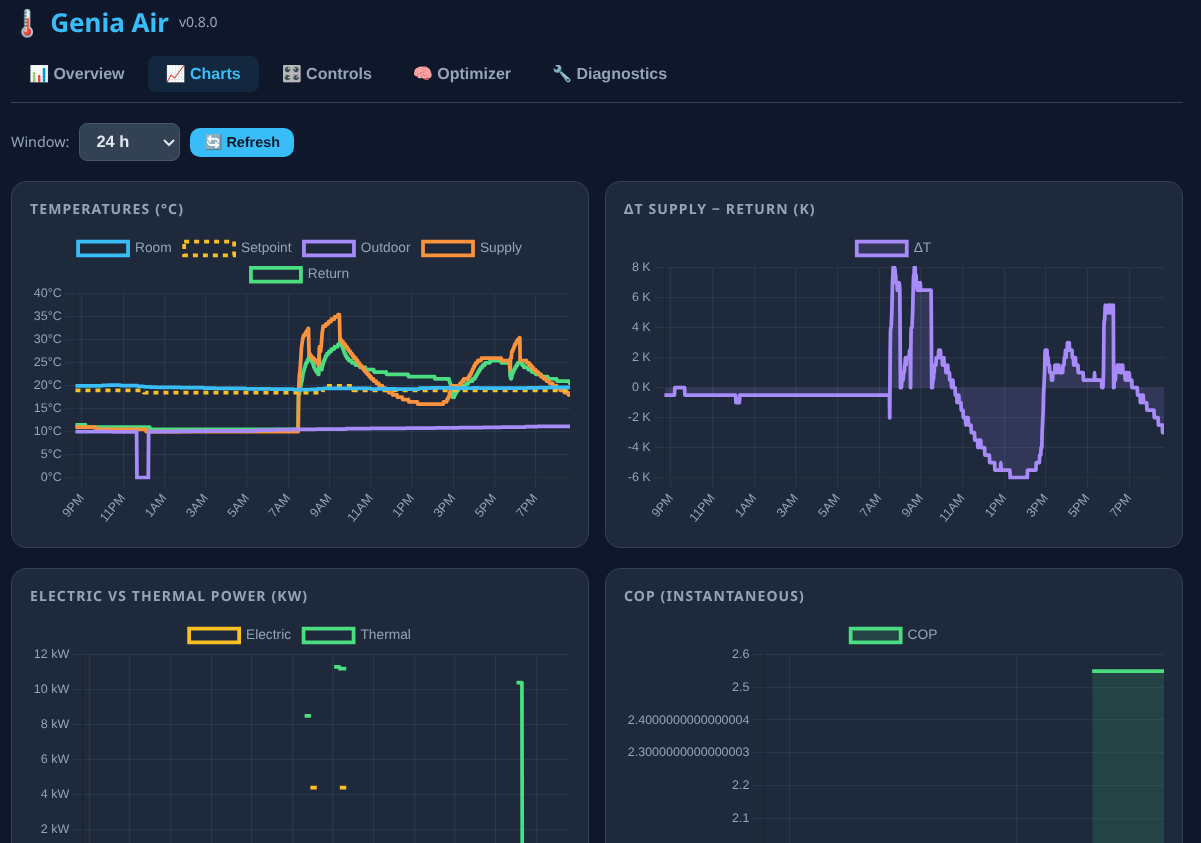 Genia Air v0.8.0
Overview Charts Controls Optimizer Diagnostics
Window: 24 h Refresh
TEMPERATURES (°C)
Room Setpoint Outdoor Supply
Return
40°C
35°C
30°C
25°C
20°C
15°C
10°C
5°C
0°C
9PM 11PM 1AM 3AM 5AM 7AM 9AM 11AM 1PM 3PM 5PM 7PM
ΔT SUPPLY − RETURN (K)
ΔT
8 K
6 K
4 K
2 K
0 K
-2 K
-4 K
-6 K
9PM 11PM 1AM 3AM 5AM 7AM 9AM 11AM 1PM 3PM 5PM 7PM
ELECTRIC VS THERMAL POWER (KW)
Electric Thermal
12 kW
10 kW
8 kW
6 kW
4 kW
2 kW
COP (INSTANTANEOUS)
COP
2.6
2.5
2.4000000000000004
2.3000000000000003
2.2
2.1